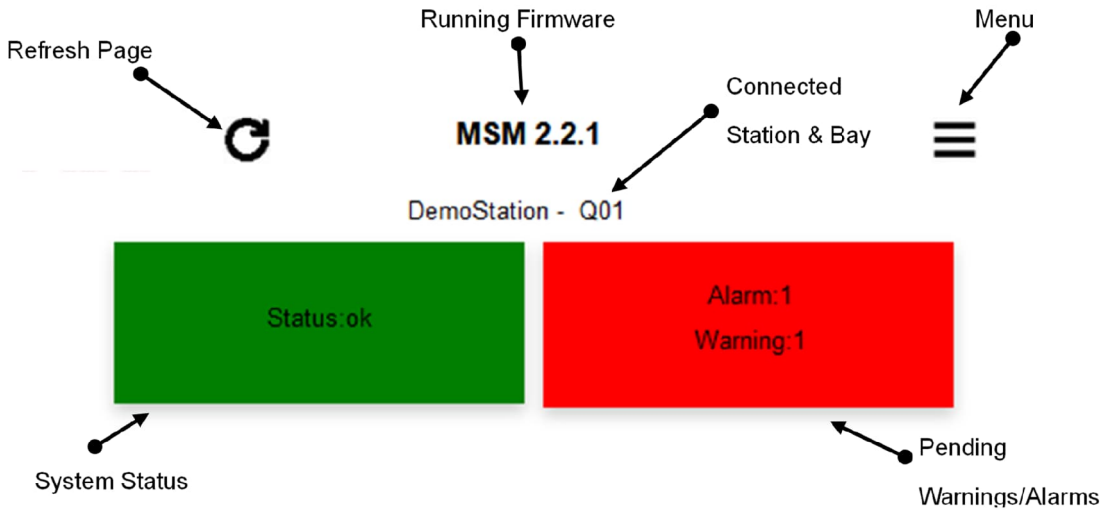 Running Firmware
Menu
Refresh Page
Connected
Station & Bay
MSM 2.2.1
DemoStation - Q01
Status:ok
Alarm:1
Warning:1
System Status
Pending
Warnings/Alarms